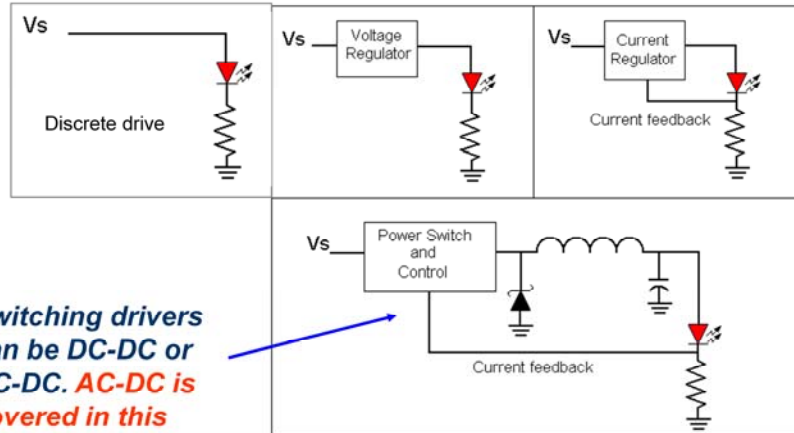 Vs
Discrete drive
Vs
Voltage
Regulator
Vs
Current
Regulator
Current feedback
Vs
Power Switch
and
Control
Current feedback
witching drivers
an be DC-DC or
C-DC. AC-DC is
overed in this